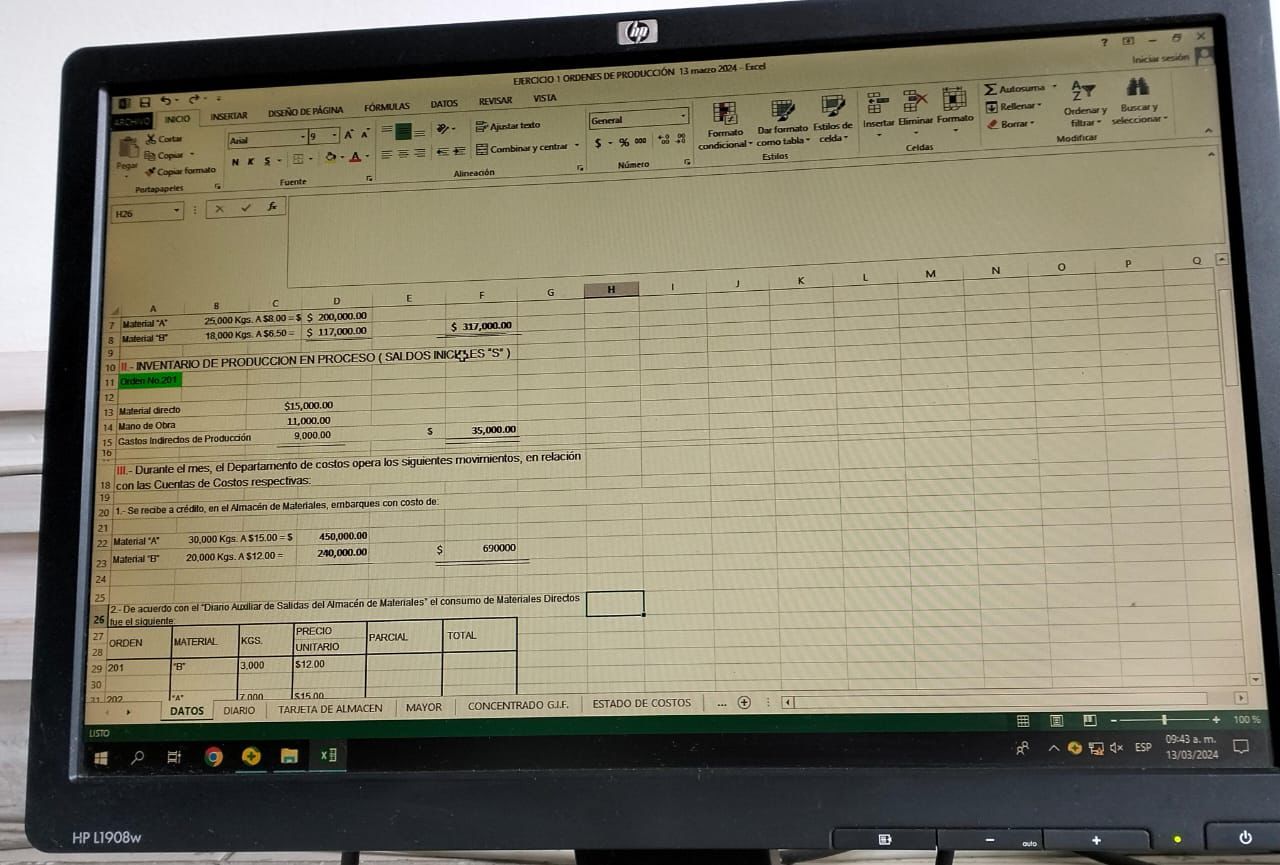 hp
EJERCICIO 1 ORDENES DE PRODUCCIÓN 13 marzo 2024 - Excel
?
Iniciar sesión
ARCHIVO INICIO INSERTAR DISEÑO DE PÁGINA FÓRMULAS DATOS REVISAR VISTA
Cortar
Copiar
Copiar formato
Pegar
Portapapeles
Arial 9
N K S
Fuente
Ajustar texto
Combinar y centrar
Alineación
General
$ % 000
Número
Formato condicional
Dar formato como tabla
Estilos de celda
Estilos
Insertar Eliminar Formato
Celdas
Autosuma
Rellenar
Borrar
Ordenar y filtrar
Buscar y seleccionar
Modificar
H26 fx
A B C D E F G H I J K L M N O P Q
7 Material "A" 25,000 Kgs. A $8.00 = $ $ 200,000.00
8 Material "B" 18,000 Kgs. A $6.50 = $ 117,000.00 $ 317,000.00
9
10 II.- INVENTARIO DE PRODUCCION EN PROCESO ( SALDOS INICIALES "S" )
11 Orden No.201
12
13 Material directo $15,000.00
14 Mano de Obra 11,000.00
15 Gastos Indirectos de Producción 9,000.00 $ 35,000.00
16
III.- Durante el mes, el Departamento de costos opera los siguientes movimientos, en relación
18 con las Cuentas de Costos respectivas:
19
20 1.- Se recibe a crédito, en el Almacén de Materiales, embarques con costo de:
21
22 Material "A" 30,000 Kgs. A $15.00 = $ 450,000.00
23 Material "B" 20,000 Kgs. A $12.00 = 240,000.00 $ 690000
24
25
2.- De acuerdo con el "Diario Auxiliar de Salidas del Almacén de Materiales" el consumo de Materiales Directos
26 fue el siguiente:
27 ORDEN MATERIAL KGS. PRECIO PARCIAL TOTAL
28 UNITARIO
29 201 "B" 3,000 $12.00
30
31 202 "A" 7,000 $15.00
DATOS DIARIO TARJETA DE ALMACEN MAYOR CONCENTRADO G.I.F. ESTADO DE COSTOS ...
LISTO 100 %
ESP 09:43 a. m.
13/03/2024
HP L1908w
- auto +